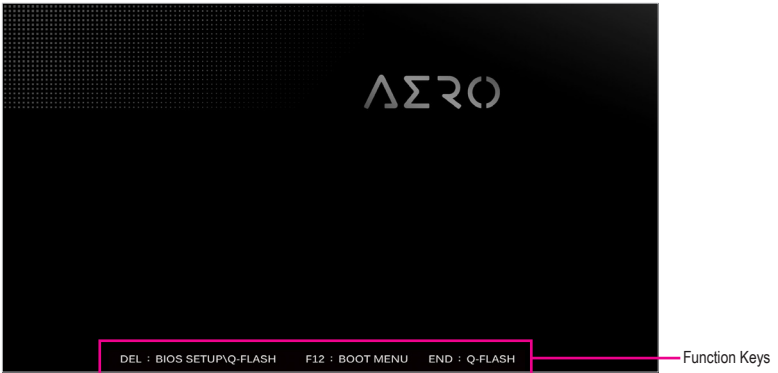 AERO
DEL : BIOS SETUP\Q-FLASH F12 : BOOT MENU END : Q-FLASH
Function Keys